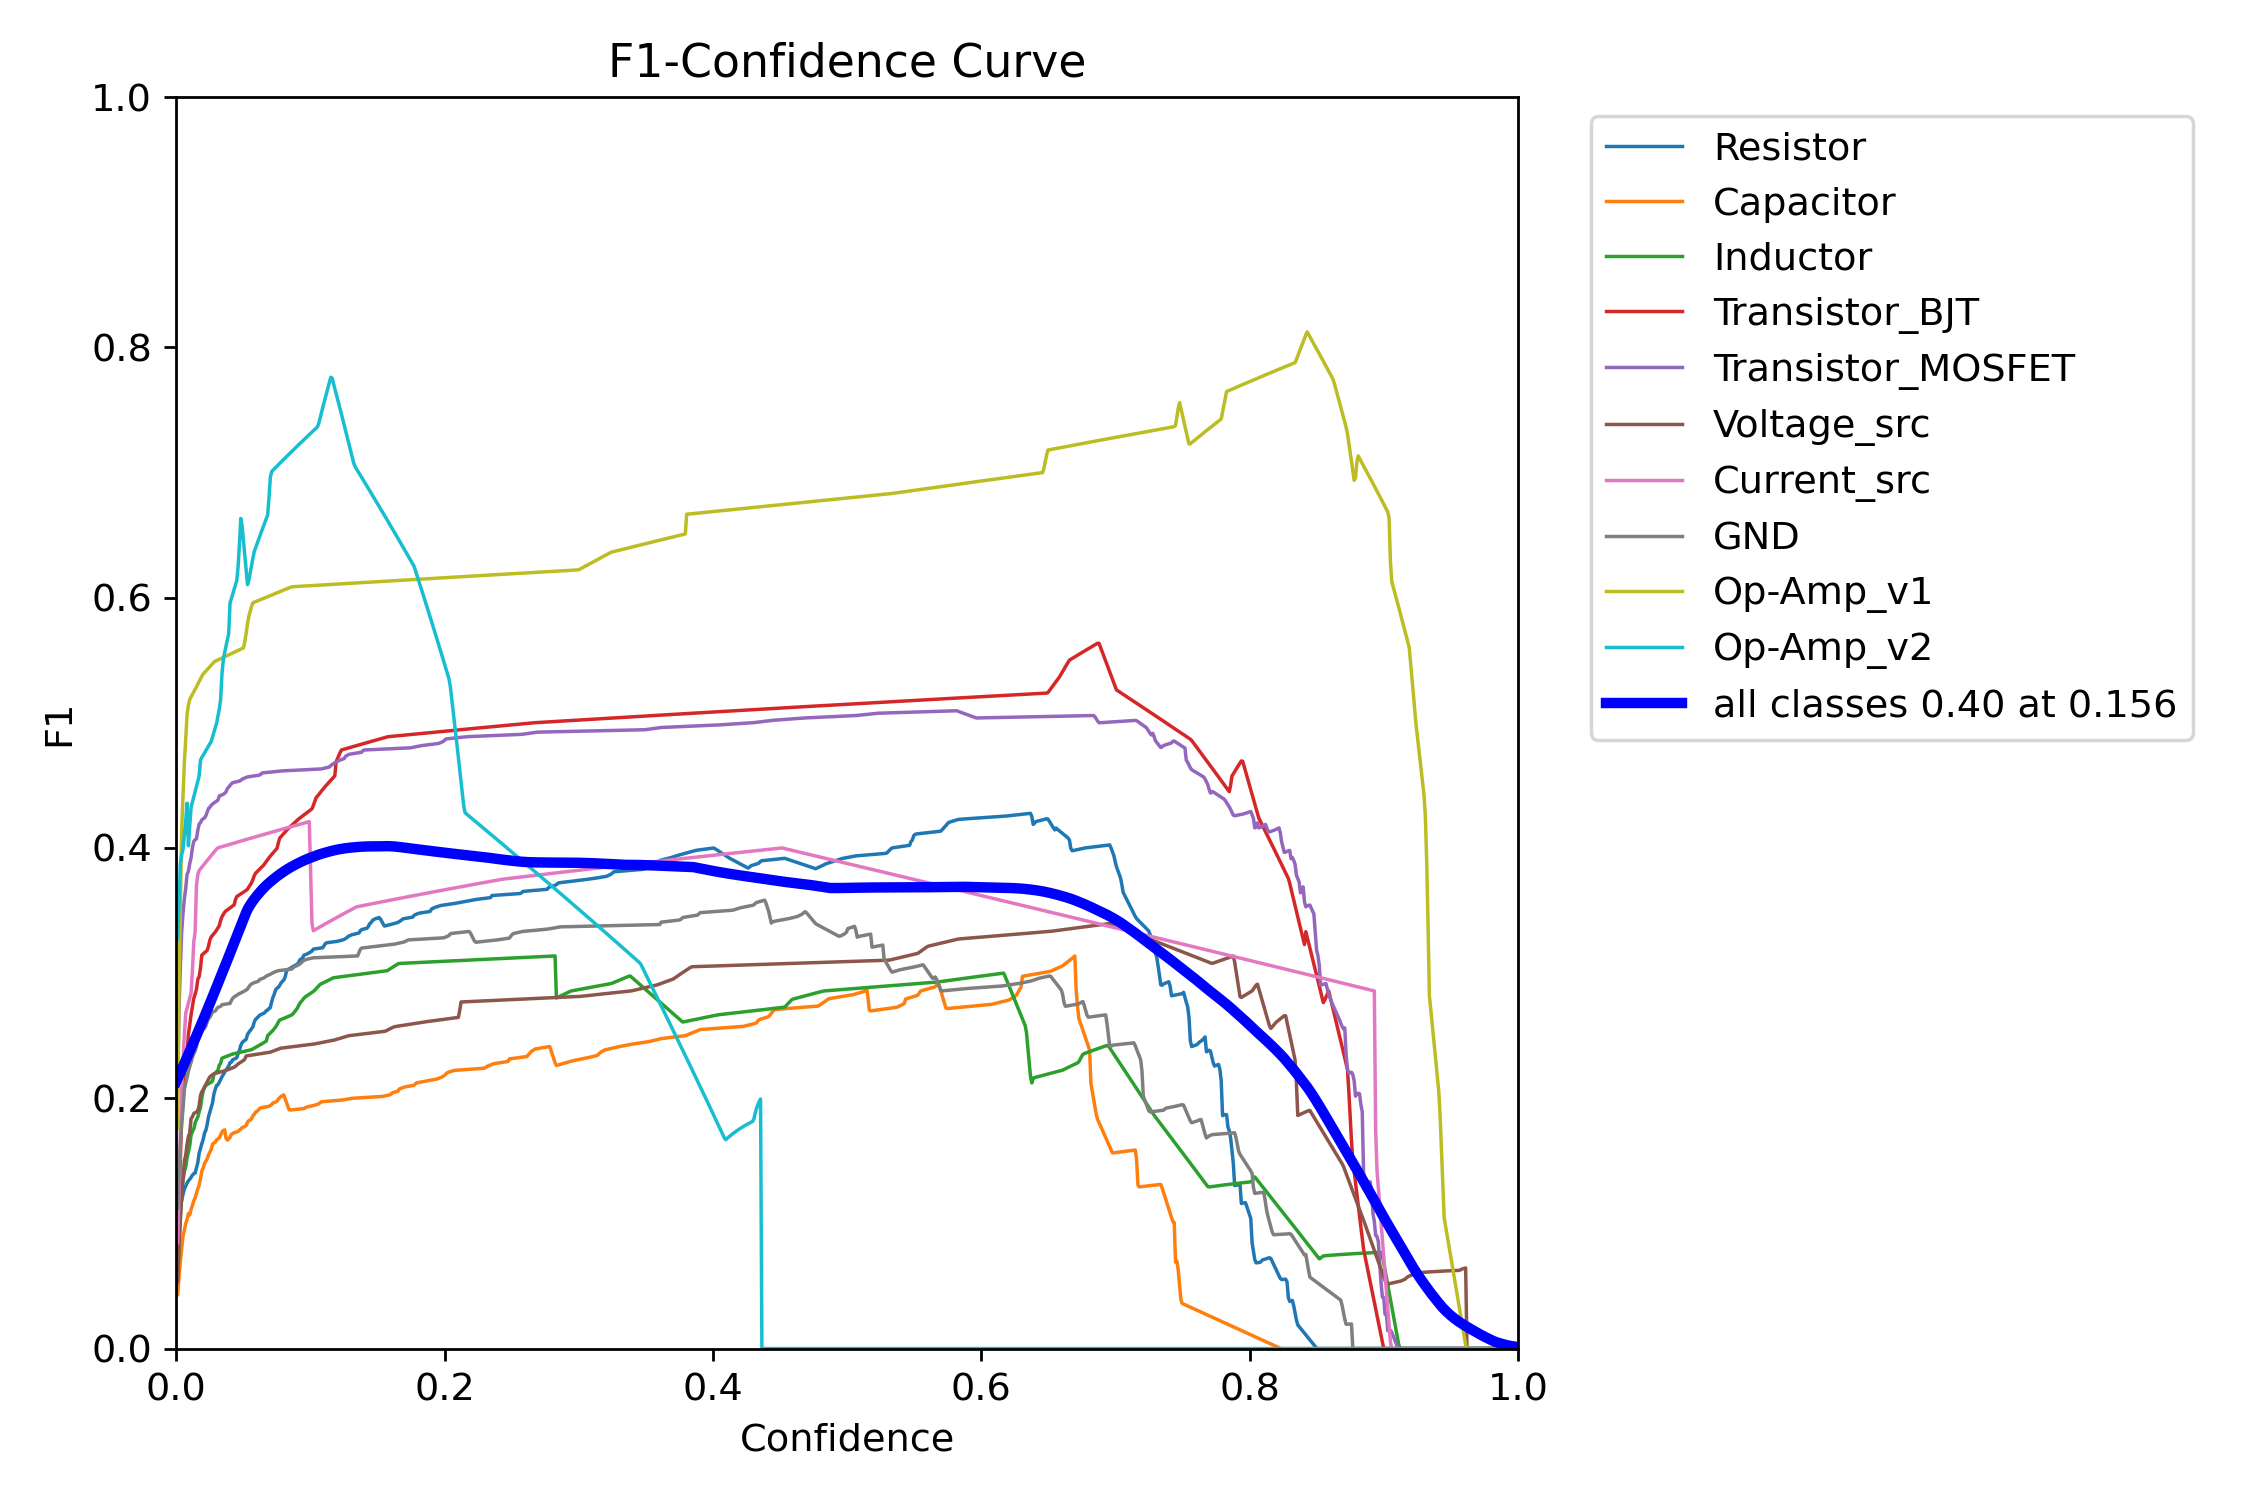 F1-Confidence Curve
1.0
0.8
0.6
0.4
0.2
0.0
F1
0.0 0.2 0.4 0.6 0.8 1.0
Confidence
Resistor
Capacitor
Inductor
Transistor_BJT
Transistor_MOSFET
Voltage_src
Current_src
GND
Op-Amp_v1
Op-Amp_v2
all classes 0.40 at 0.156